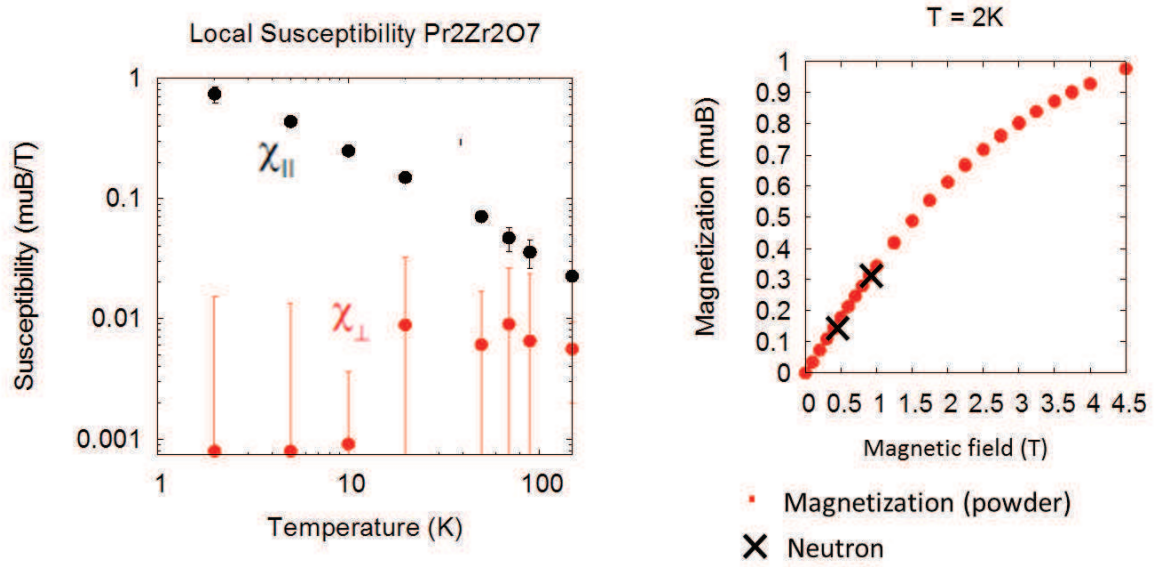 Local Susceptibility Pr2Zr2O7
Susceptibility (muB/T)
1
0.1
0.01
0.001
χ||
χ⊥
1 10 100
Temperature (K)
T = 2K
Magnetization (muB)
1
0.9
0.8
0.7
0.6
0.5
0.4
0.3
0.2
0.1
0
0 0.5 1 1.5 2 2.5 3 3.5 4 4.5
Magnetic field (T)
Magnetization (powder)
Neutron